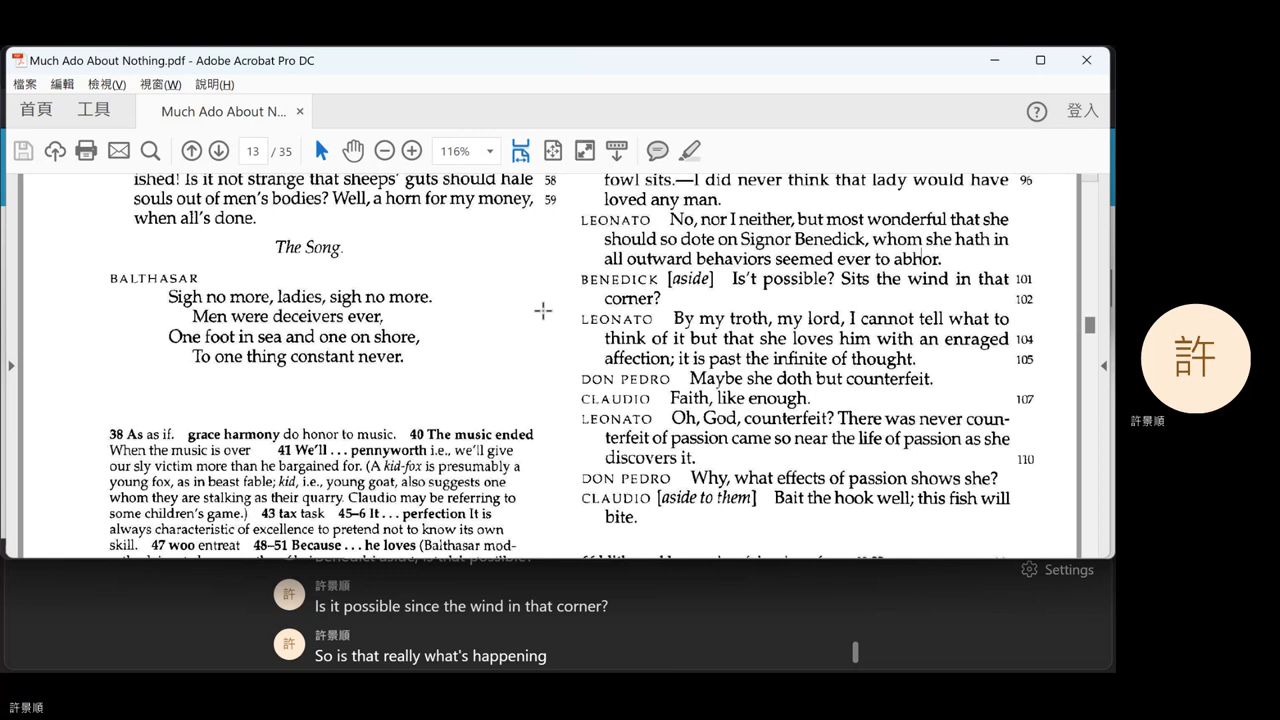 Much Ado About Nothing.pdf - Adobe Acrobat Pro DC
檔案 編輯 檢視(V) 視窗(W) 說明(H)
首頁 工具 Much Ado About N... × ? 登入
13 / 35 116%
ished! Is it not strange that sheeps' guts should hale 58
souls out of men's bodies? Well, a horn for my money, 59
when all's done.
The Song.
BALTHASAR
Sigh no more, ladies, sigh no more.
Men were deceivers ever,
One foot in sea and one on shore,
To one thing constant never.
38 As as if. grace harmony do honor to music. 40 The music ended
When the music is over 41 We'll . . . pennyworth i.e., we'll give
our sly victim more than he bargained for. (A kid-fox is presumably a
young fox, as in beast fable; kid, i.e., young goat, also suggests one
whom they are stalking as their quarry. Claudio may be referring to
some children's game.) 43 tax task 45–6 It . . . perfection It is
always characteristic of excellence to pretend not to know its own
skill. 47 woo entreat 48–51 Because . . . he loves (Balthasar mod-
fowl sits.—I did never think that lady would have 96
loved any man.
LEONATO No, nor I neither, but most wonderful that she
should so dote on Signor Benedick, whom she hath in
all outward behaviors seemed ever to abhor.
BENEDICK [aside] Is't possible? Sits the wind in that 101
corner? 102
LEONATO By my troth, my lord, I cannot tell what to
think of it but that she loves him with an enraged 104
affection; it is past the infinite of thought. 105
DON PEDRO Maybe she doth but counterfeit.
CLAUDIO Faith, like enough. 107
LEONATO Oh, God, counterfeit? There was never coun-
terfeit of passion came so near the life of passion as she
discovers it. 110
DON PEDRO Why, what effects of passion shows she?
CLAUDIO [aside to them] Bait the hook well; this fish will
bite.
Settings
許 許景順
Is it possible since the wind in that corner?
許 許景順
So is that really what's happening
許
許景順
許景順